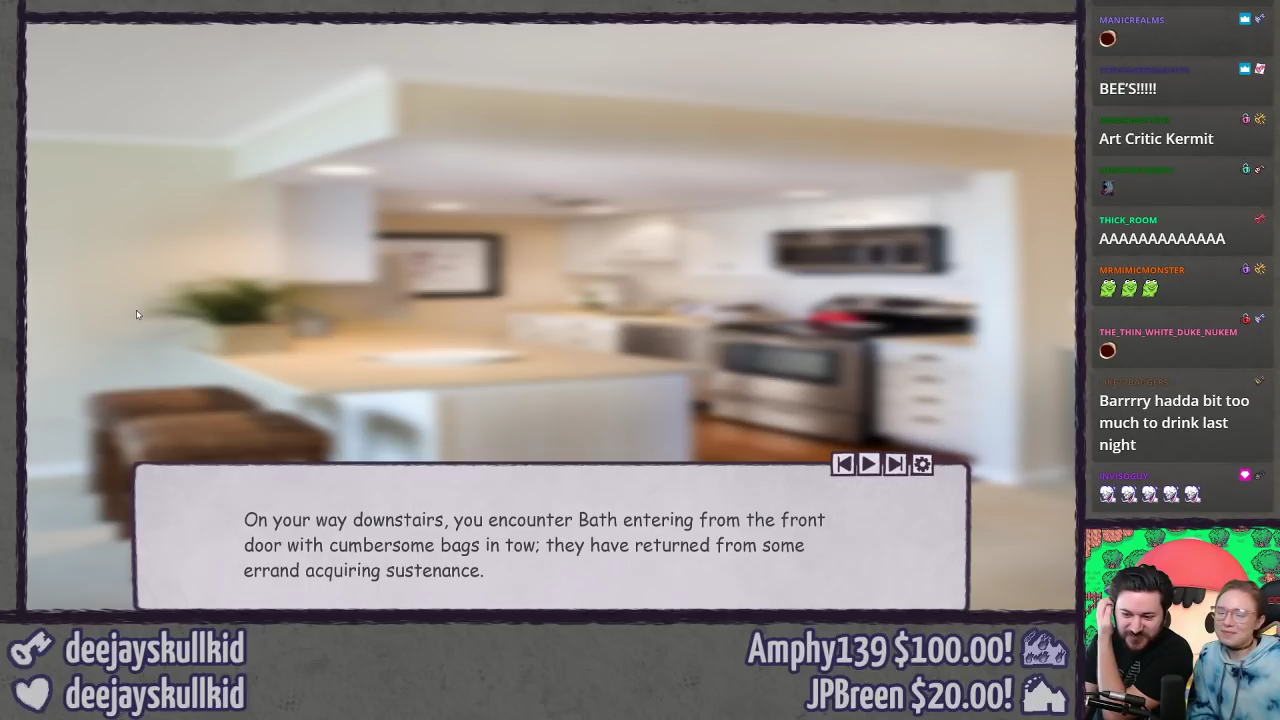 MANICREALMS
BEE'S!!!!!
Art Critic Kermit
THICK_ROOM
AAAAAAAAAAAAA
MRMIMICMONSTER
THE_THIN_WHITE_DUKE_NUKEM
Barrrry hadda bit too
much to drink last
night
INVISOGUY
On your way downstairs, you encounter Bath entering from the front
door with cumbersome bags in tow; they have returned from some
errand acquiring sustenance.
deejayskullkid
deejayskullkid
Amphy139 $100.00!
JPBreen $20.00!